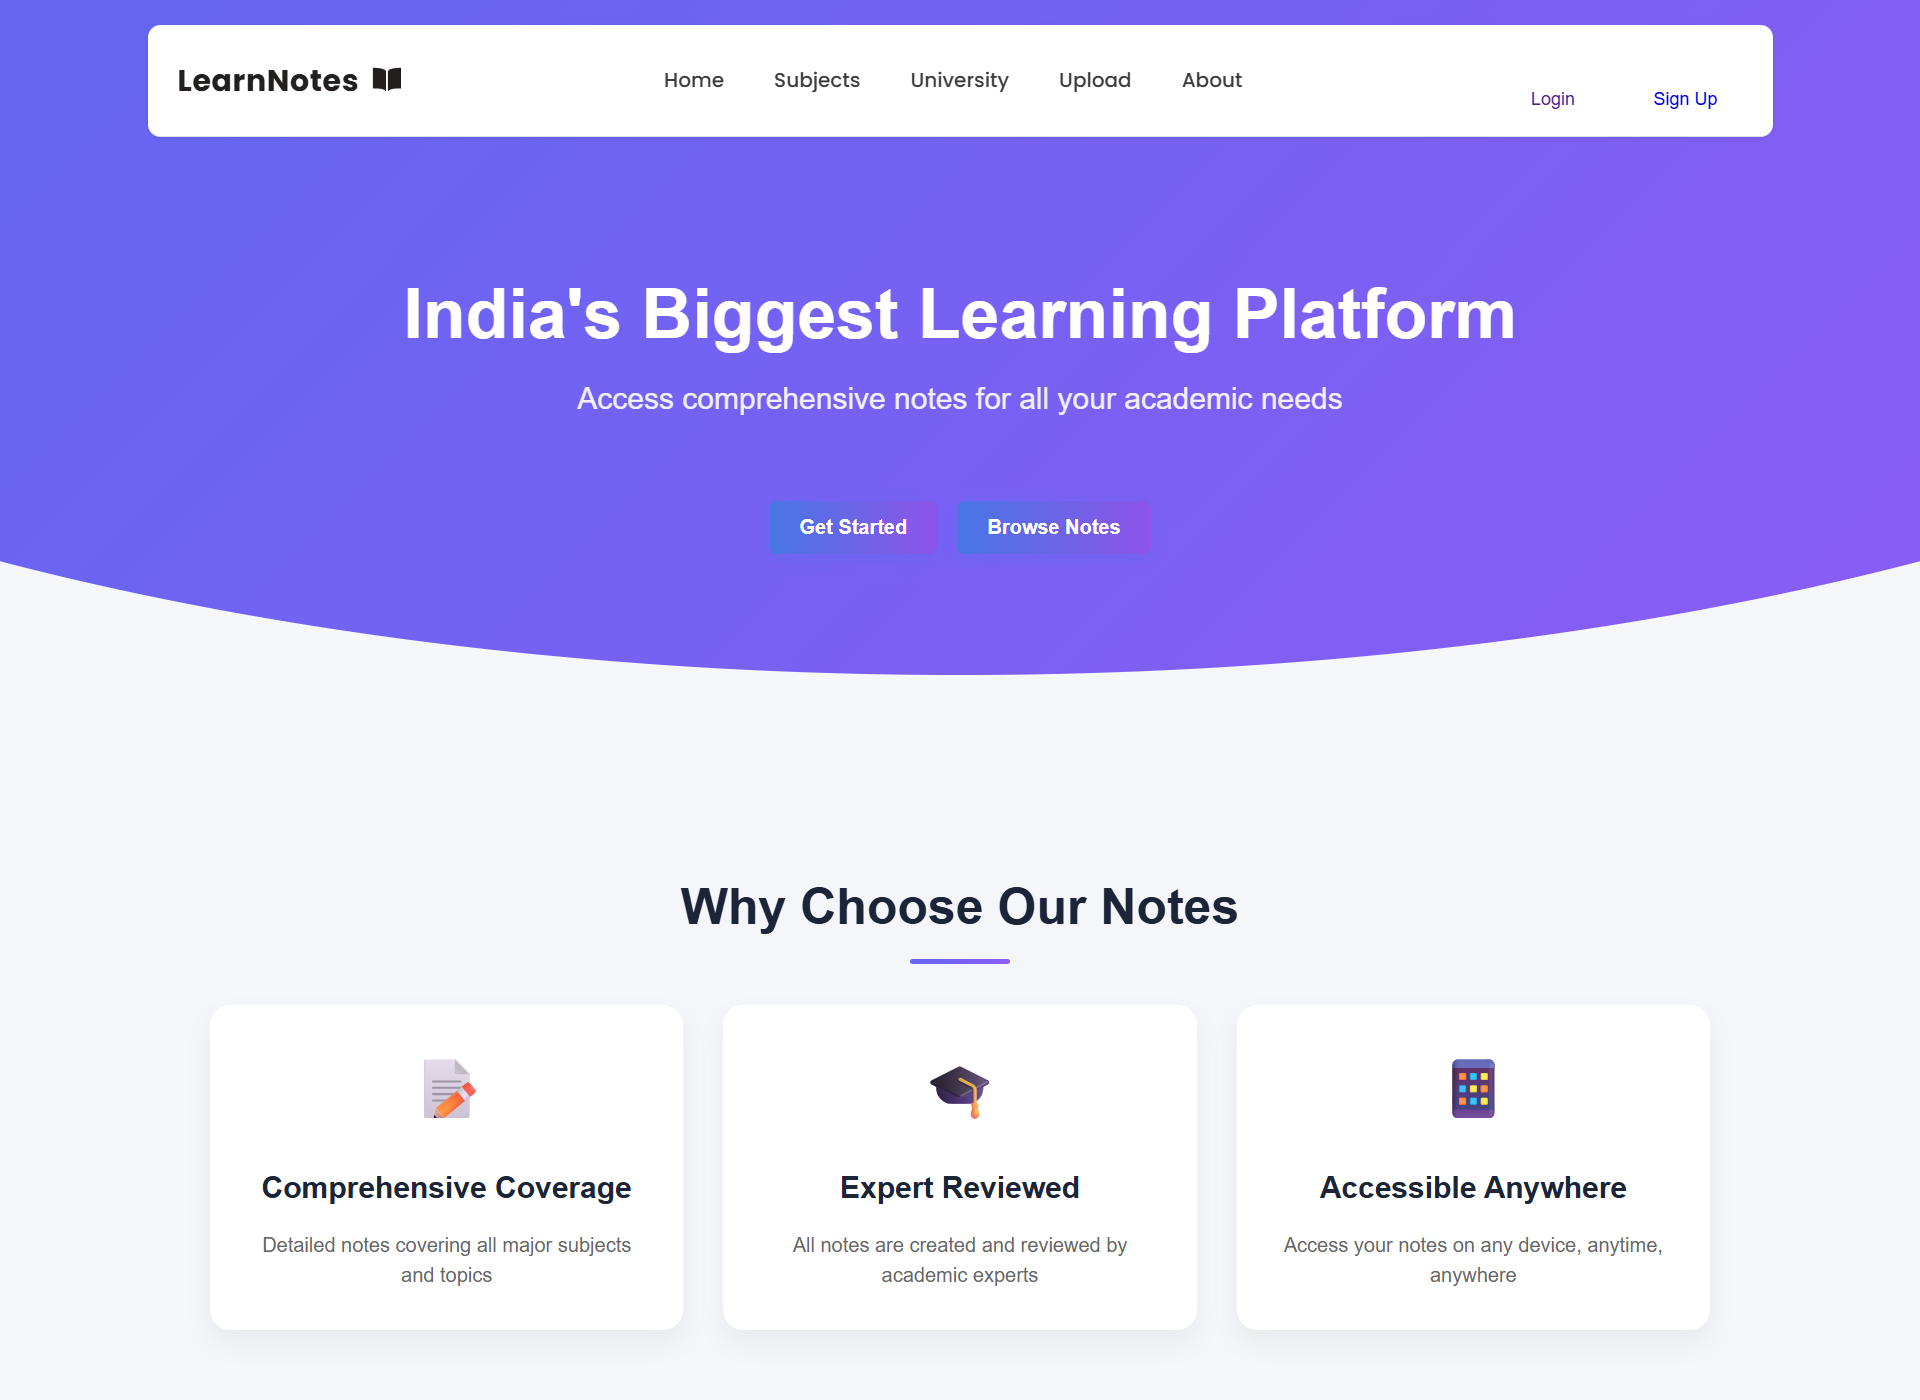 LearnNotes
Home Subjects University Upload About
Login Sign Up
India's Biggest Learning Platform
Access comprehensive notes for all your academic needs
Get Started Browse Notes
Why Choose Our Notes
Comprehensive Coverage
Detailed notes covering all major subjects
and topics
Expert Reviewed
All notes are created and reviewed by
academic experts
Accessible Anywhere
Access your notes on any device, anytime,
anywhere